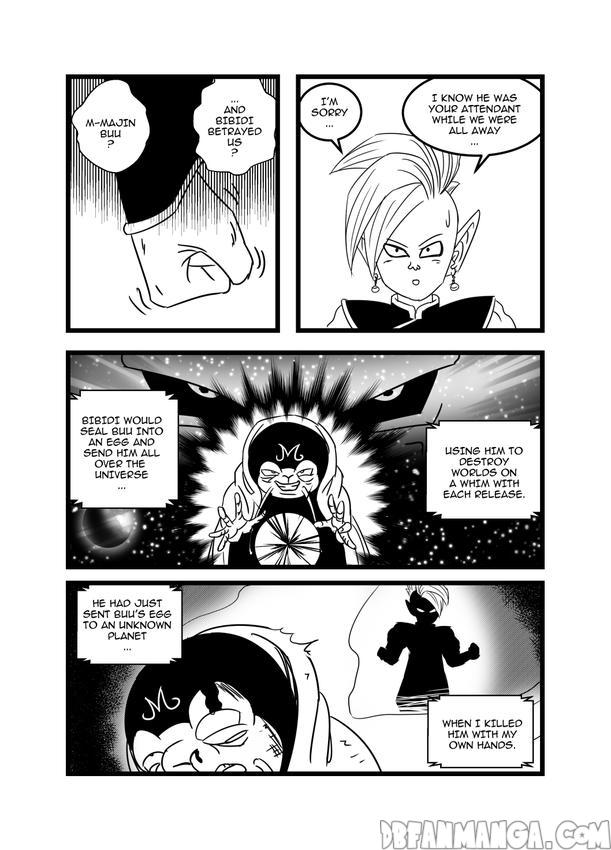 M-MAJIN
BUU
?
...
AND
BIBIDI
BETRAYED
US
?
I'M
SORRY
...
I KNOW HE WAS
YOUR ATTENDANT
WHILE WE WERE
ALL AWAY
...
BIBIDI WOULD
SEAL BUU INTO
AN EGG AND
SEND HIM ALL
OVER THE
UNIVERSE
...
M
USING HIM TO
DESTROY
WORLDS ON
A WHIM WITH
EACH RELEASE.
HE HAD JUST
SENT BUU'S EGG
TO AN UNKNOWN
PLANET
...
M
WHEN I KILLED
HIM WITH MY
OWN HANDS.
DBFANMANGA.COM